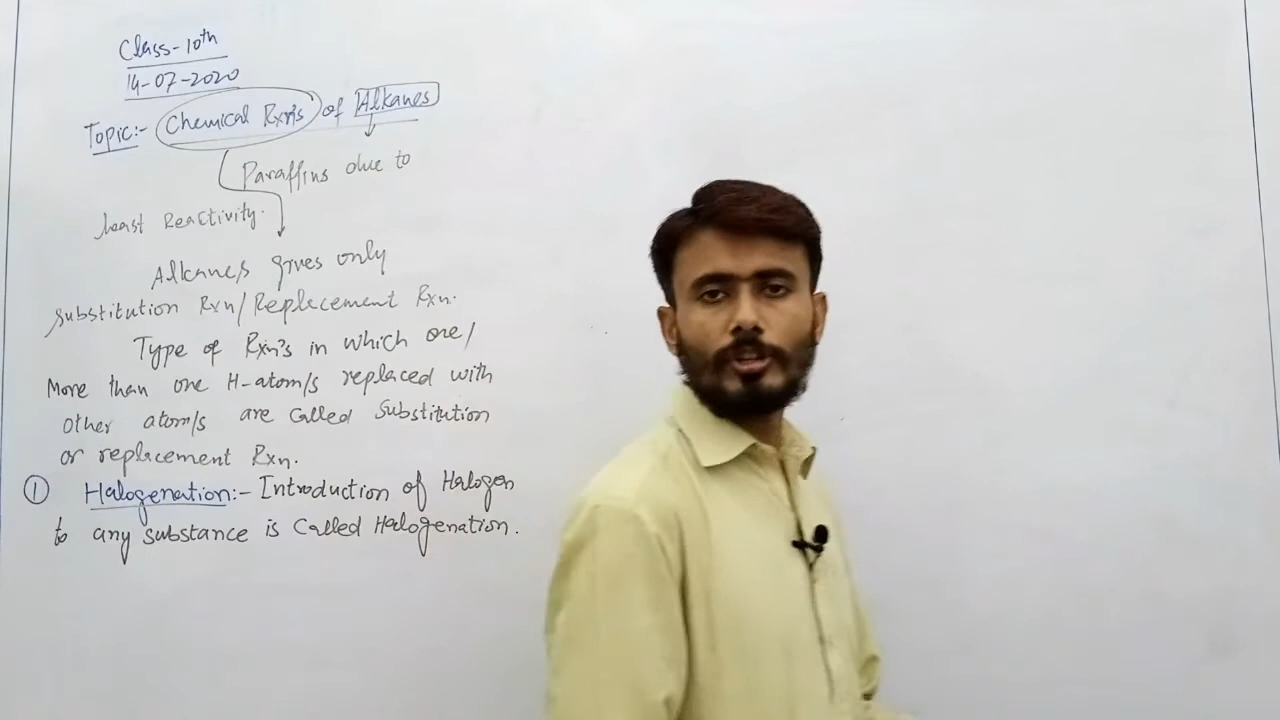 Class-10th
14-07-2020
Topic:- Chemical Rxn's of Alkanes
Paraffins due to
least Reactivity.
Alkane/s gives only
Substitution Rxn/Replacement Rxn.
Type of Rxn's in which one/
More than one H-atom/s replaced with
other atom/s are called Substitution
or replacement Rxn.
① Halogenation:- Introduction of Halogen
to any substance is called Halogenation.